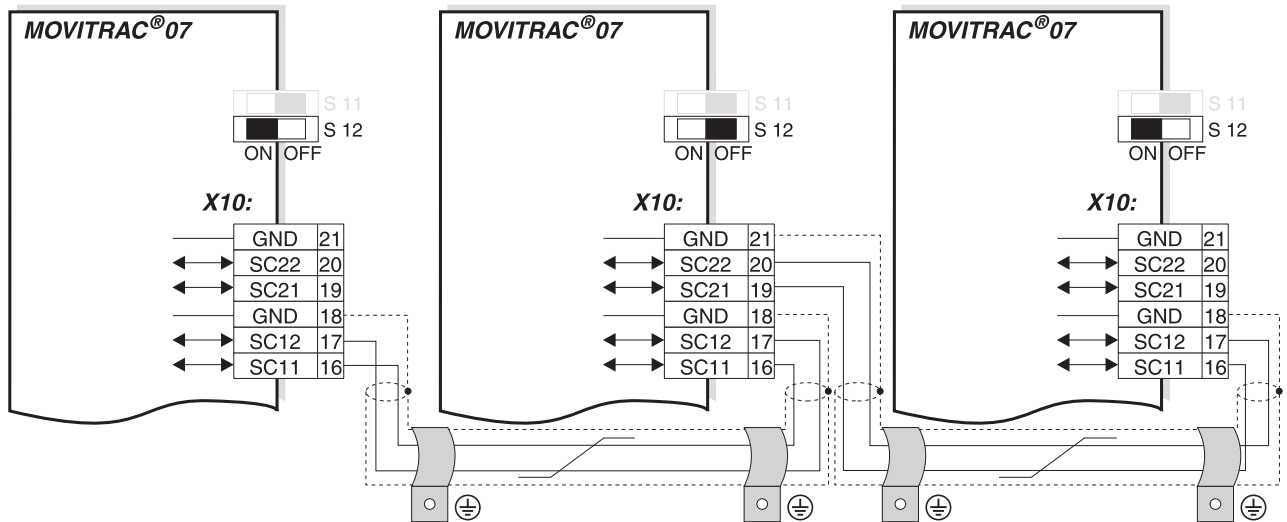 MOVITRAC®07
S 11
S 12
ON OFF
X10:
GND 21
SC22 20
SC21 19
GND 18
SC12 17
SC11 16
MOVITRAC®07
S 11
S 12
ON OFF
X10:
GND 21
SC22 20
SC21 19
GND 18
SC12 17
SC11 16
MOVITRAC®07
S 11
S 12
ON OFF
X10:
GND 21
SC22 20
SC21 19
GND 18
SC12 17
SC11 16